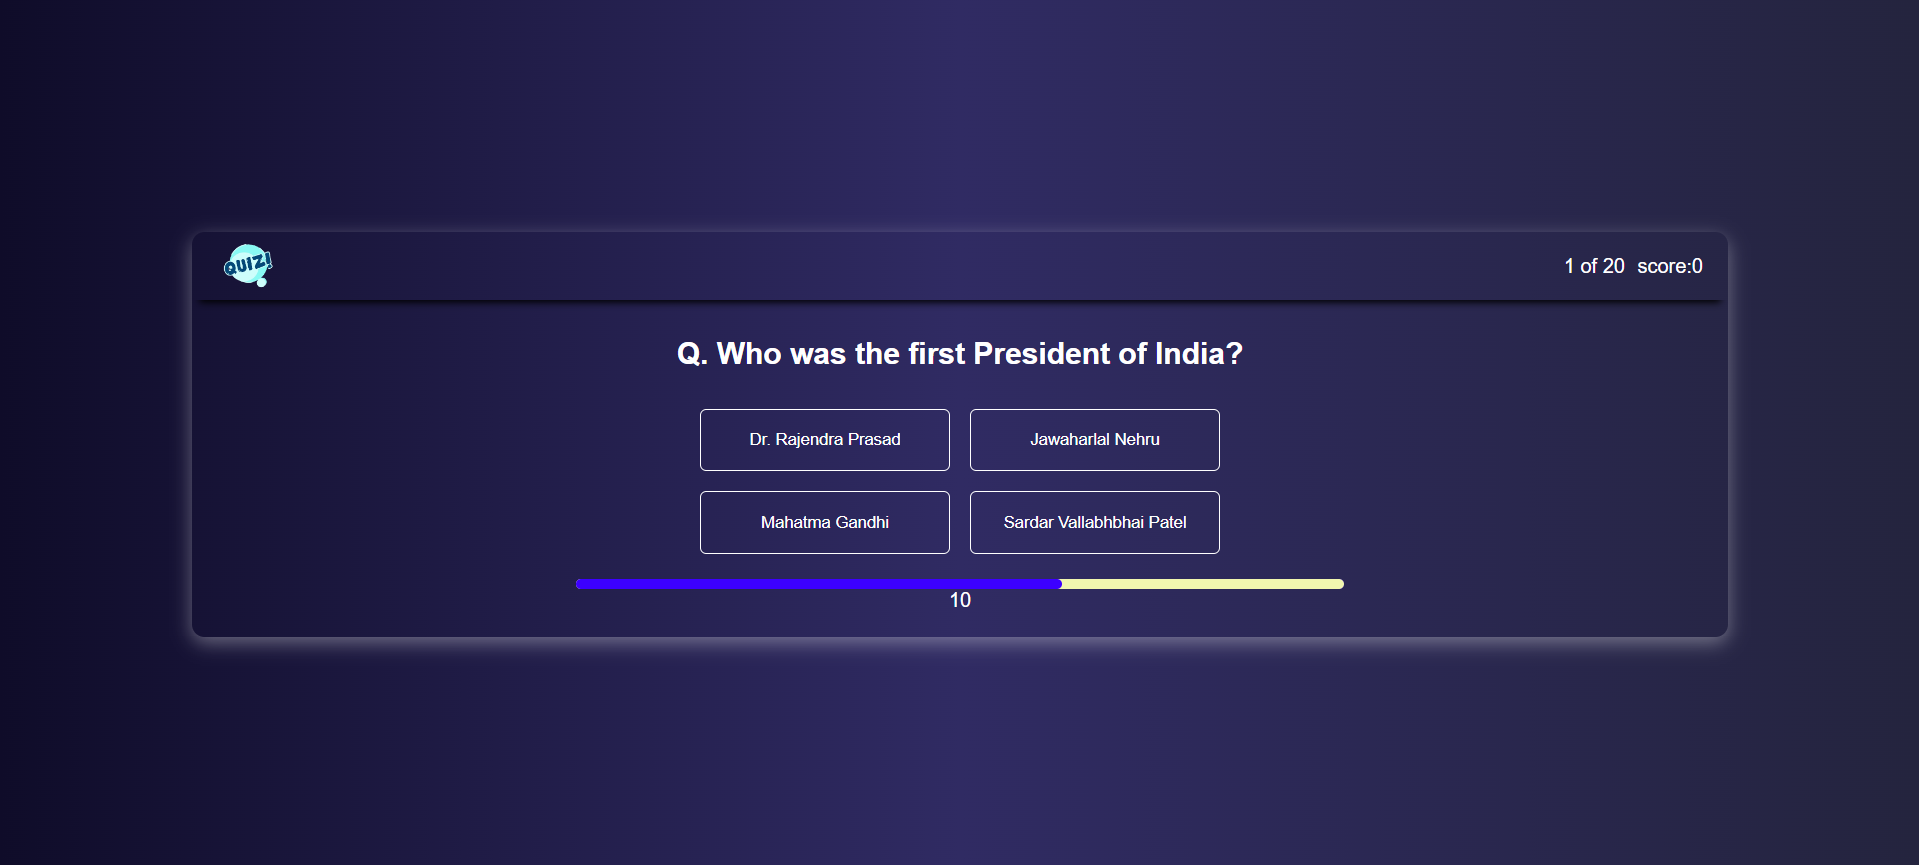 QUIZ!
1 of 20 score:0
Q. Who was the first President of India?
Dr. Rajendra Prasad
Jawaharlal Nehru
Mahatma Gandhi
Sardar Vallabhbhai Patel
10